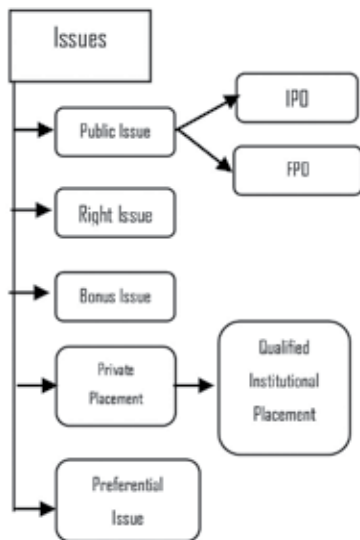 Issues
IPO
Public Issue
FPO
Right Issue
Bonus Issue
Private
Placement
Qualified
Institutional
Placement
Preferential
Issue